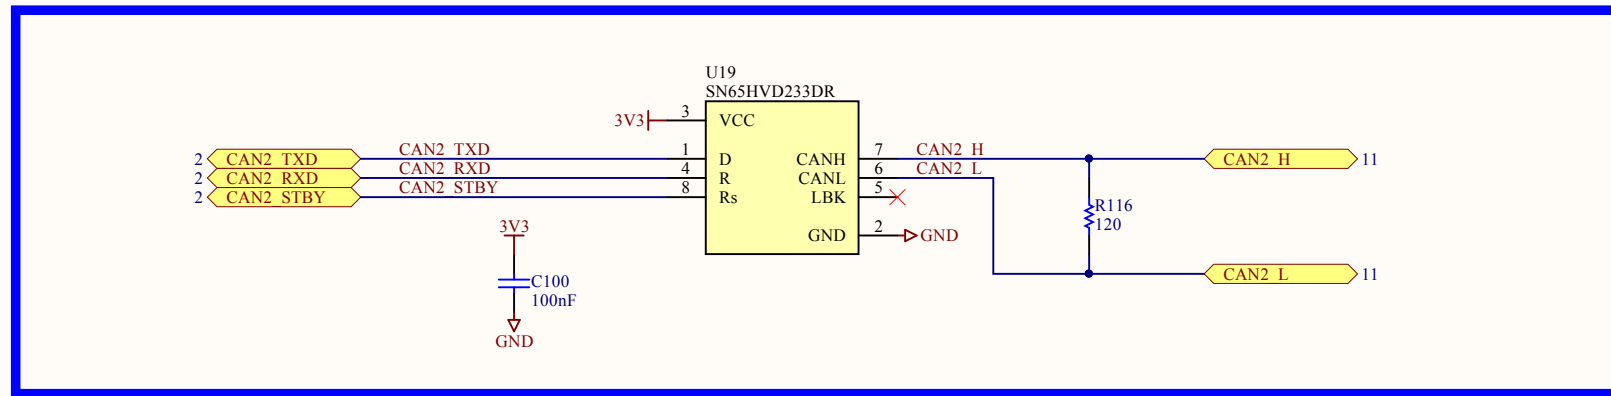 U19
SN65HVD233DR
3V3 3 VCC
2 CAN2_TXD CAN2_TXD 1 D CANH 7 CAN2_H CAN2_H 11
2 CAN2_RXD CAN2_RXD 4 R CANL 6 CAN2_L
2 CAN2_STBY CAN2_STBY 8 Rs LBK 5
R116
120
GND 2 GND
3V3
C100
100nF
GND
CAN2_L 11